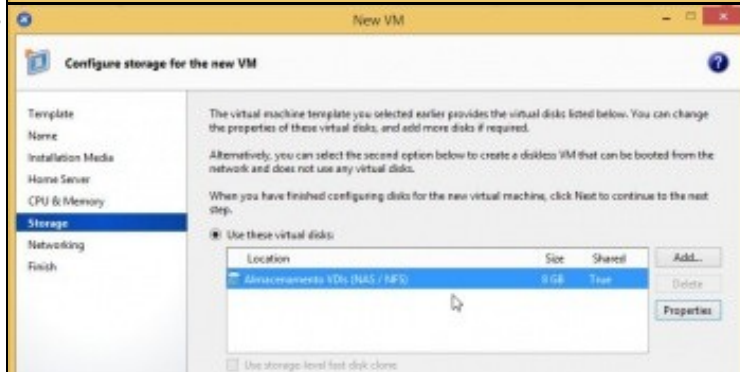 New VM
Configure storage for the new VM
Template
Name
Installation Media
Home Server
CPU & Memory
Storage
Networking
Finish
The virtual machine template you selected earlier provides the virtual disks listed below. You can change
the properties of these virtual disks, and add more disks if required.
Alternatively, you can select the second option below to create a diskless VM that can be booted from the
network and does not use any virtual disks.
When you have finished configuring disks for the new virtual machine, click Next to continue to the next
step.
Use these virtual disks:
Location Size Shared
Almacenamento VDIs (NAS / NFS) 8 GB True
Add...
Delete
Properties
Use storage-level fast disk clone